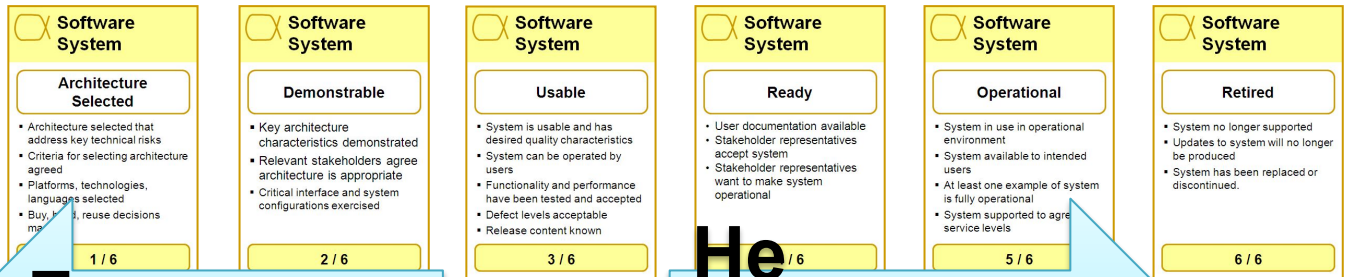 Software
System
Architecture
Selected
▪ Architecture selected that
address key technical risks
▪ Criteria for selecting architecture
agreed
▪ Platforms, technologies,
languages selected
▪ Buy, reuse decisions
1 / 6
Software
System
Demonstrable
▪ Key architecture
characteristics demonstrated
▪ Relevant stakeholders agree
architecture is appropriate
▪ Critical interface and system
configurations exercised
2 / 6
Software
System
Usable
▪ System is usable and has
desired quality characteristics
▪ System can be operated by
users
▪ Functionality and performance
have been tested and accepted
▪ Defect levels acceptable
▪ Release content known
3 / 6
Software
System
Ready
• User documentation available
• Stakeholder representatives
accept system
• Stakeholder representatives
want to make system
operational
/ 6
He
Software
System
Operational
▪ System in use in operational
environment
▪ System available to intended
users
▪ At least one example of system
is fully operational
▪ System supported to
service levels
5 / 6
Software
System
Retired
▪ System no longer supported
▪ Updates to system will no longer
be produced
▪ System has been replaced or
discontinued.
6 / 6